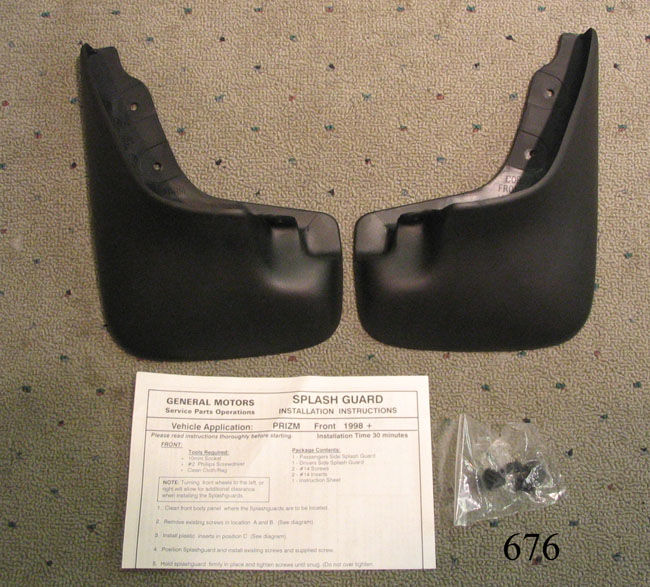 CO
FRO
GENERAL MOTORS
Service Parts Operations
SPLASH GUARD
INSTALLATION INSTRUCTIONS
Vehicle Application: PRIZM Front 1998 +
Please read instructions thoroughly before starting
Installation Time 30 minutes
FRONT:
Tools Required:
- 10mm Socket
- #2 Philips Screwdriver
- Clean Cloth/Rag
Package Contents:
1 - Passengers Side Splash Guard
1 - Drivers Side Splash Guard
2 - #14 Screws
2 - #14 Inserts
1 - Instruction Sheet
NOTE: Turning front wheels to the left, or
right will allow for additional clearance
when installing the Splashguards.
1. Clean front body panel where the Splashguards are to be located.
2. Remove existing screws in location A and B (See diagram)
3. Install plastic inserts in position C (See diagram)
4. Position Splashguard and install existing screws and supplied screw.
5. Hold splashguard firmly in place and tighten screws until snug (Do not over tighten
676